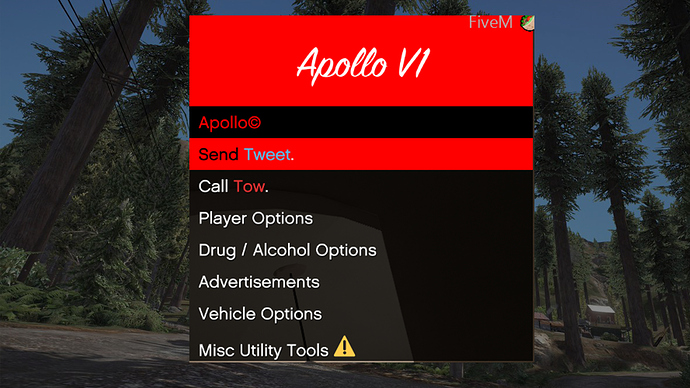 FiveM
Apollo V1
Apollo©
Send Tweet.
Call Tow.
Player Options
Drug / Alcohol Options
Advertisements
Vehicle Options
Misc Utility Tools ⚠️